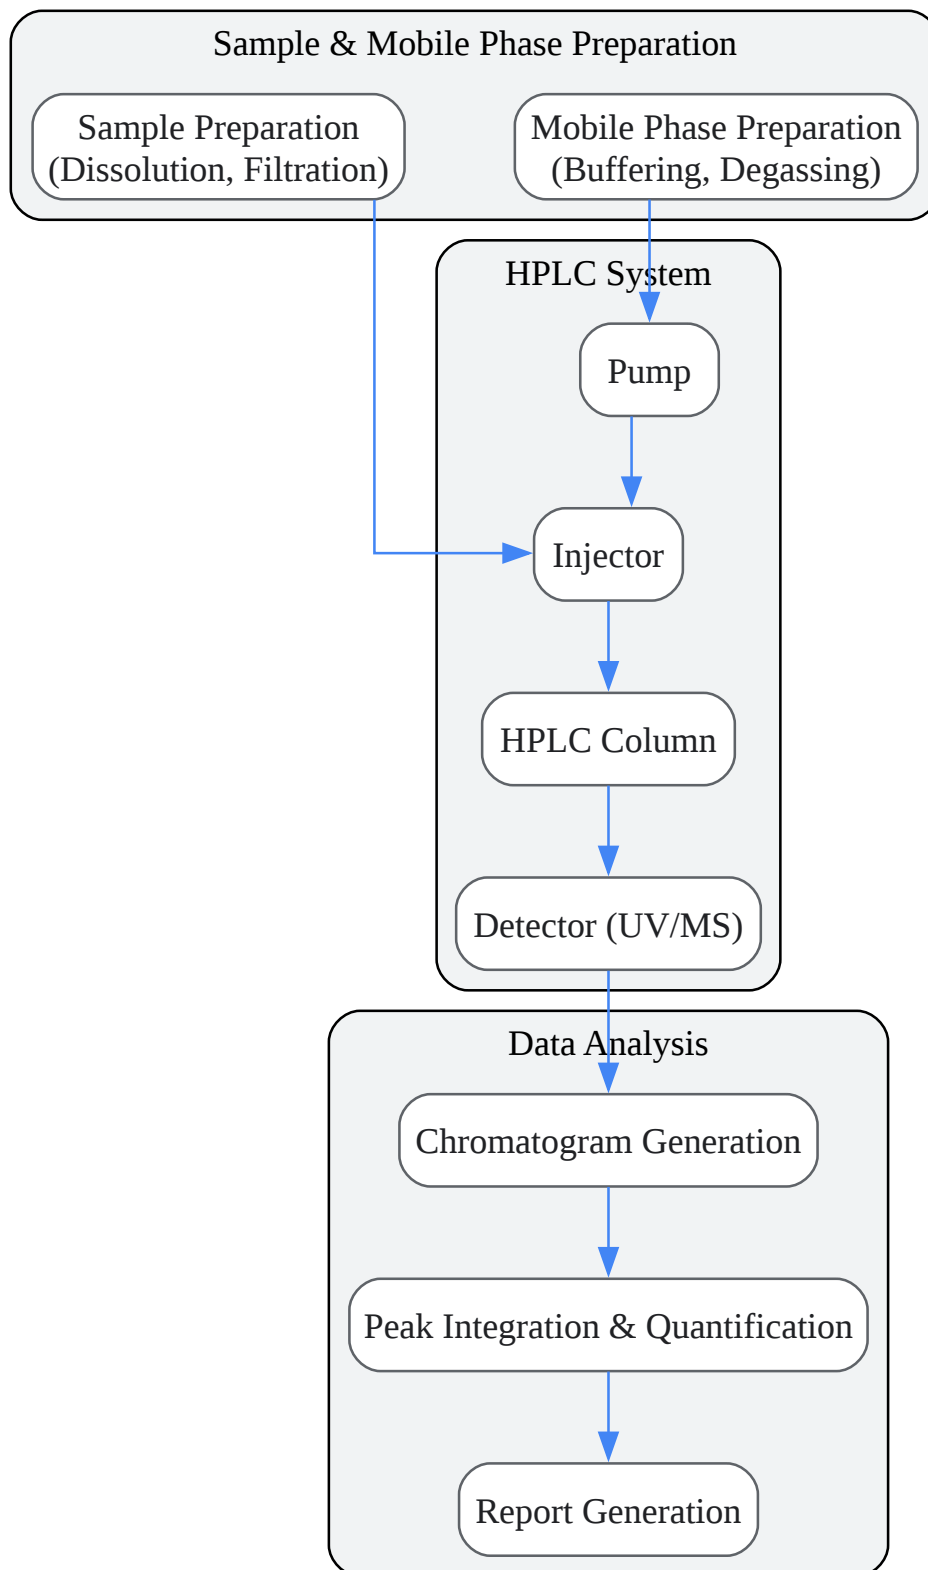 Sample & Mobile Phase Preparation
Sample Preparation
(Dissolution, Filtration)
Mobile Phase Preparation
(Buffering, Degassing)
HPLC System
Pump
Injector
HPLC Column
Detector (UV/MS)
Data Analysis
Chromatogram Generation
Peak Integration & Quantification
Report Generation